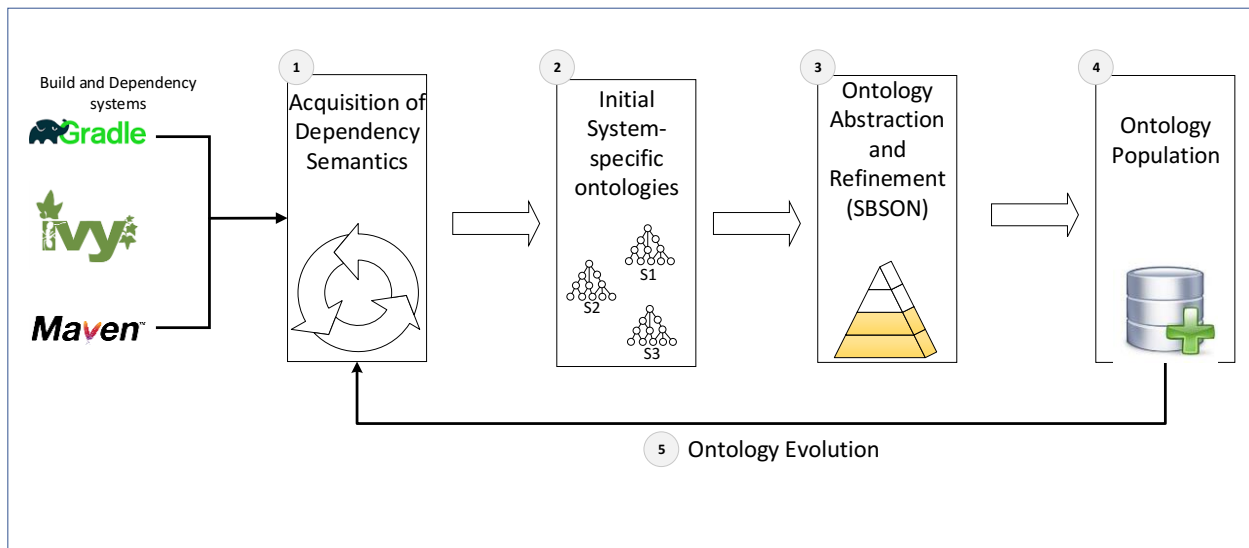 Build and Dependency
systems
Gradle
ivy
Maven™
1
Acquisition of
Dependency
Semantics
2
Initial
System-
specific
ontologies
S1
S2
S3
3
Ontology
Abstraction
and
Refinement
(SBSON)
4
Ontology
Population
5 Ontology Evolution